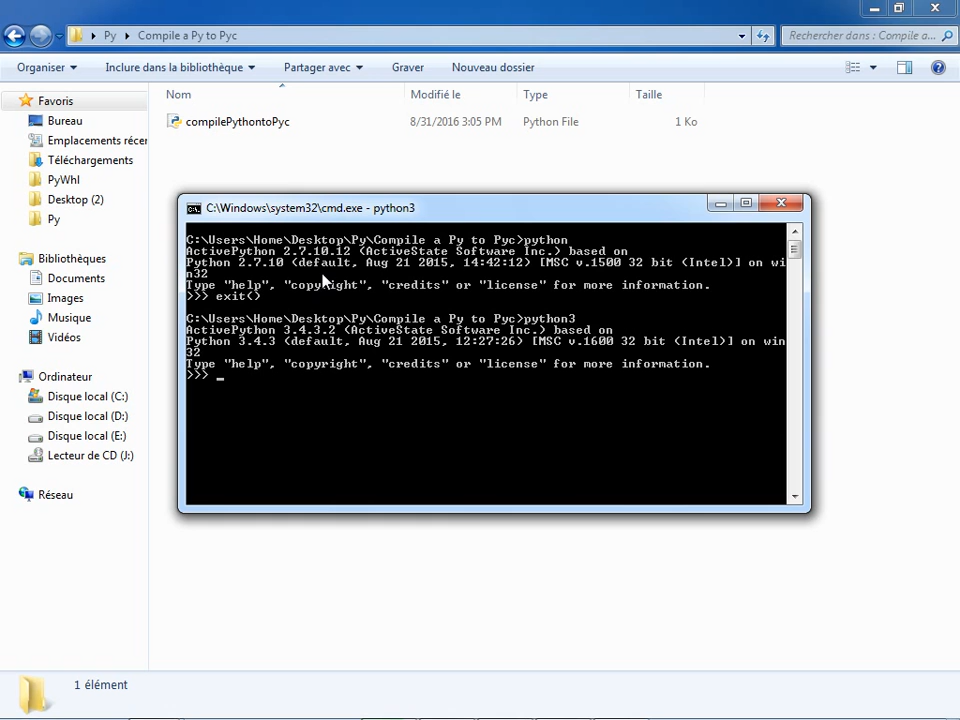 Py Compile a Py to Pyc Rechercher dans : Compile a...
Organiser Inclure dans la bibliothèque Partager avec Graver Nouveau dossier
Favoris
Bureau
Emplacements récer
Téléchargements
PyWhl
Desktop (2)
Py
Bibliothèques
Documents
Images
Musique
Vidéos
Ordinateur
Disque local (C:)
Disque local (D:)
Disque local (E:)
Lecteur de CD (J:)
Réseau
Nom Modifié le Type Taille
compilePythontoPyc 8/31/2016 3:05 PM Python File 1 Ko
C:\Windows\system32\cmd.exe - python3
C:\Users\Home\Desktop\Py\Compile a Py to Pyc>python
ActivePython 2.7.10.12 (ActiveState Software Inc.) based on
Python 2.7.10 (default, Aug 21 2015, 14:42:12) [MSC v.1500 32 bit (Intel)] on wi
n32
Type "help", "copyright", "credits" or "license" for more information.
>>> exit()
C:\Users\Home\Desktop\Py\Compile a Py to Pyc>python3
ActivePython 3.4.3.2 (ActiveState Software Inc.) based on
Python 3.4.3 (default, Aug 21 2015, 12:27:26) [MSC v.1600 32 bit (Intel)] on win
32
Type "help", "copyright", "credits" or "license" for more information.
>>> _
1 élément